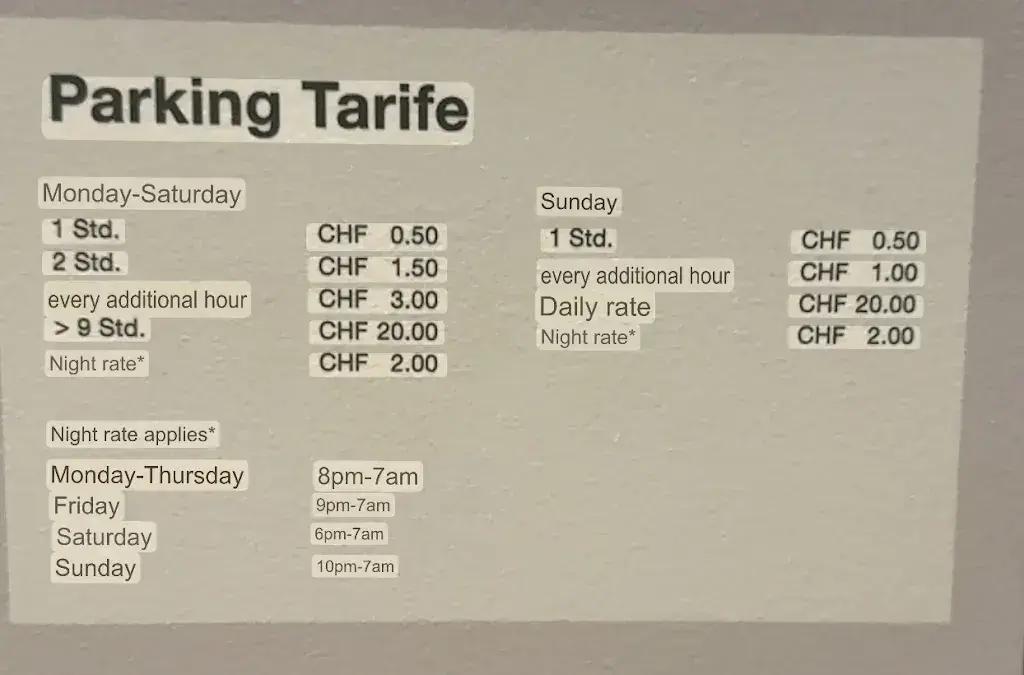 Parking Tarife
Monday-Saturday
1 Std. CHF 0.50
2 Std. CHF 1.50
every additional hour CHF 3.00
> 9 Std. CHF 20.00
Night rate* CHF 2.00
Sunday
1 Std. CHF 0.50
every additional hour CHF 1.00
Daily rate CHF 20.00
Night rate* CHF 2.00
Night rate applies*
Monday-Thursday 8pm-7am
Friday 9pm-7am
Saturday 6pm-7am
Sunday 10pm-7am